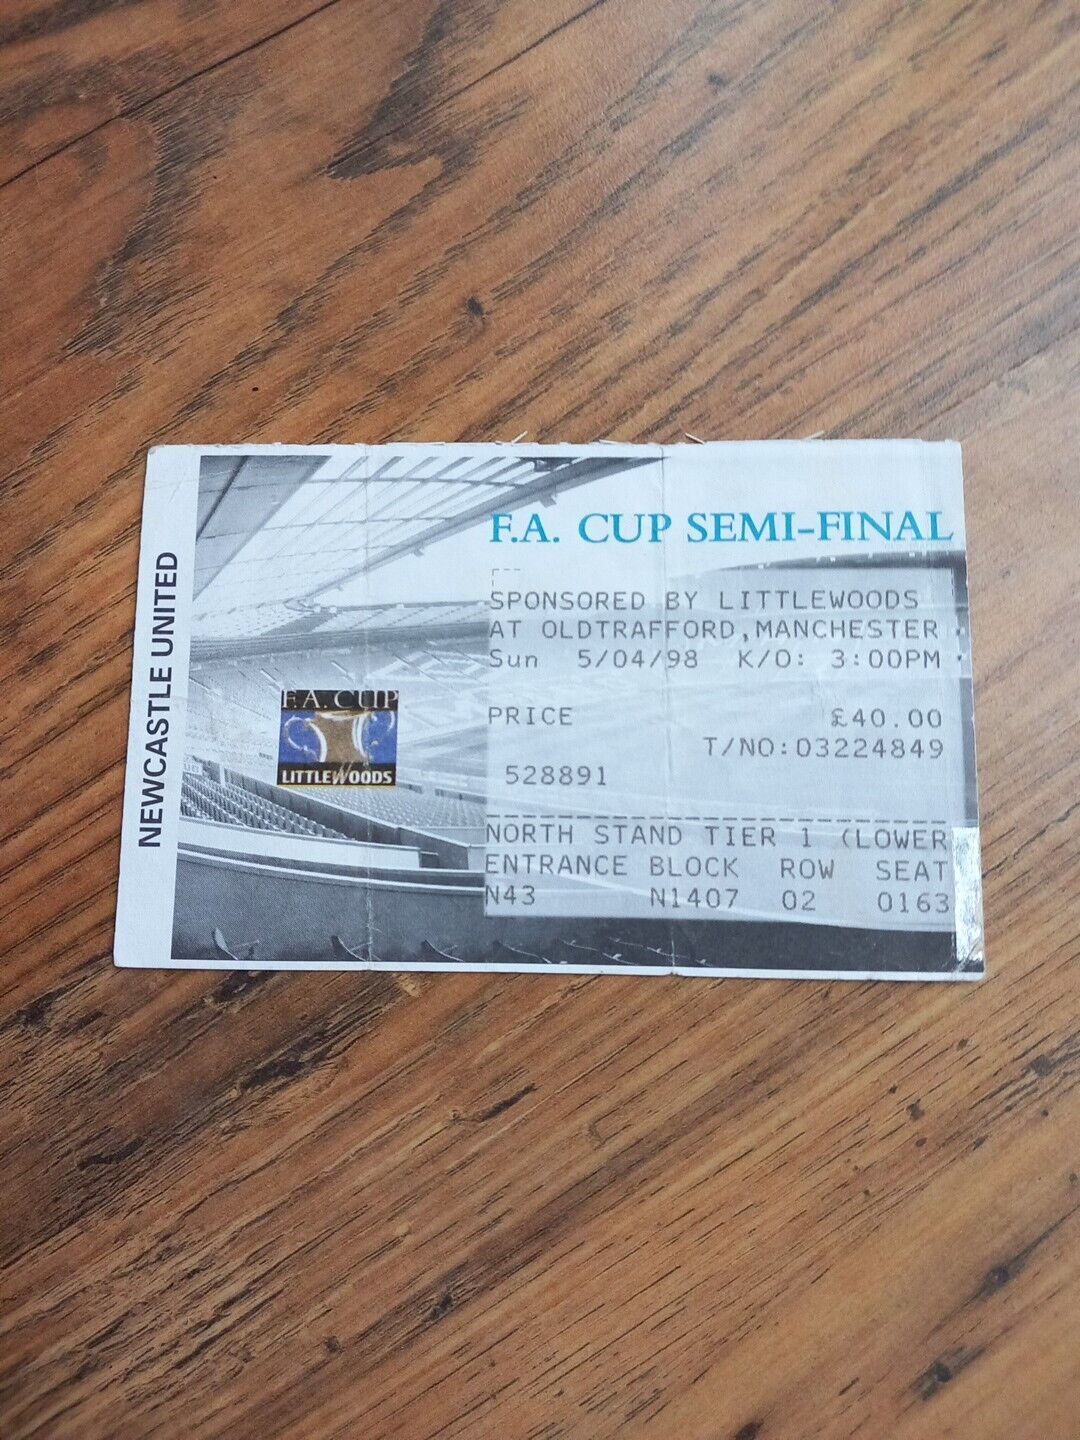 NEWCASTLE UNITED
F.A. CUP SEMI-FINAL
SPONSORED BY LITTLEWOODS
AT OLDTRAFFORD,MANCHESTER
Sun 5/04/98 K/O: 3:00PM
F.A. CUP
LITTLEWOODS
PRICE £40.00
T/NO:03224849
528891
NORTH STAND TIER 1 (LOWER
ENTRANCE BLOCK ROW SEAT
N43 N1407 02 0163